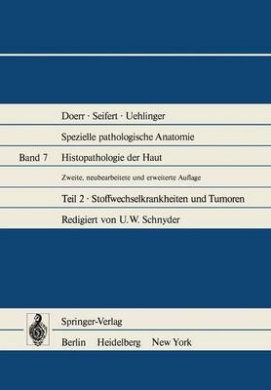 Doerr · Seifert · Uehlinger
Spezielle pathologische Anatomie
Band 7 Histopathologie der Haut
Zweite, neubearbeitete und erweiterte Auflage
Teil 2 · Stoffwechselkrankheiten und Tumoren
Redigiert von U. W. Schnyder
Springer-Verlag
Berlin Heidelberg New York